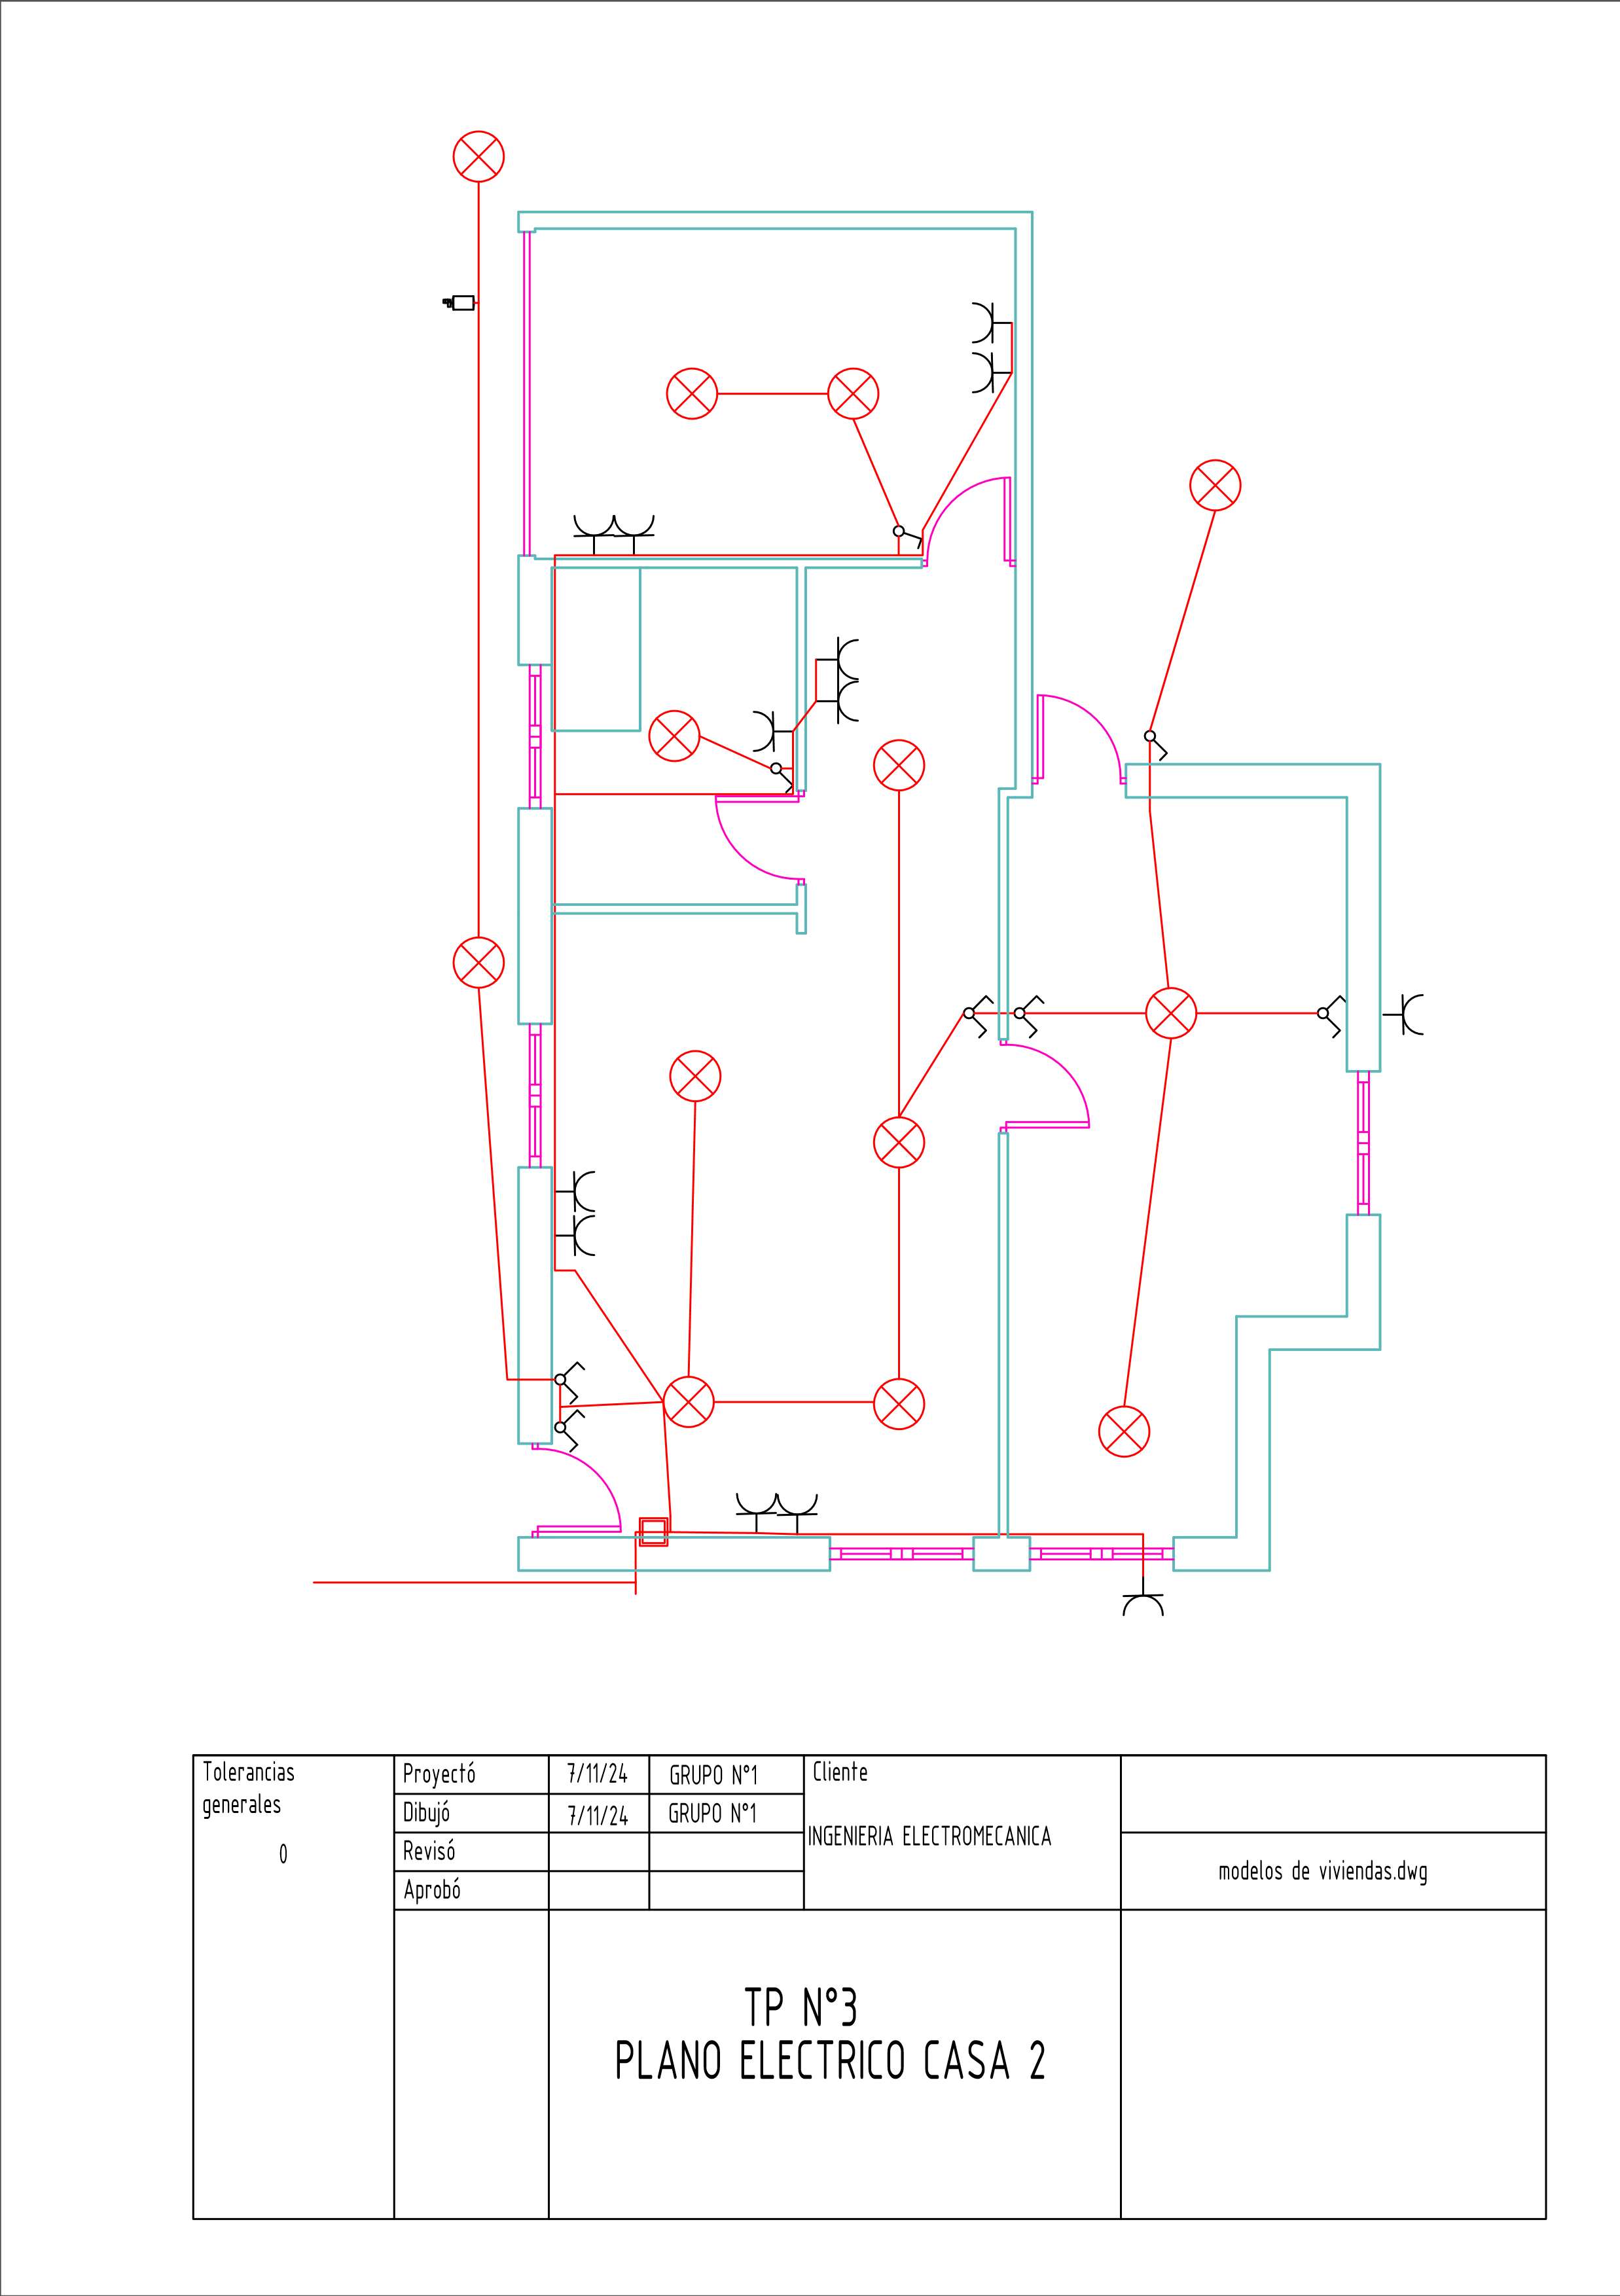 Tolerancias
generales
0
Proyectó 7/11/24 GRUPO N°1
Dibujó 7/11/24 GRUPO N°1
Revisó
Aprobó
Cliente
INGENIERIA ELECTROMECANICA
modelos de viviendas.dwg
TP N°3
PLANO ELECTRICO CASA 2